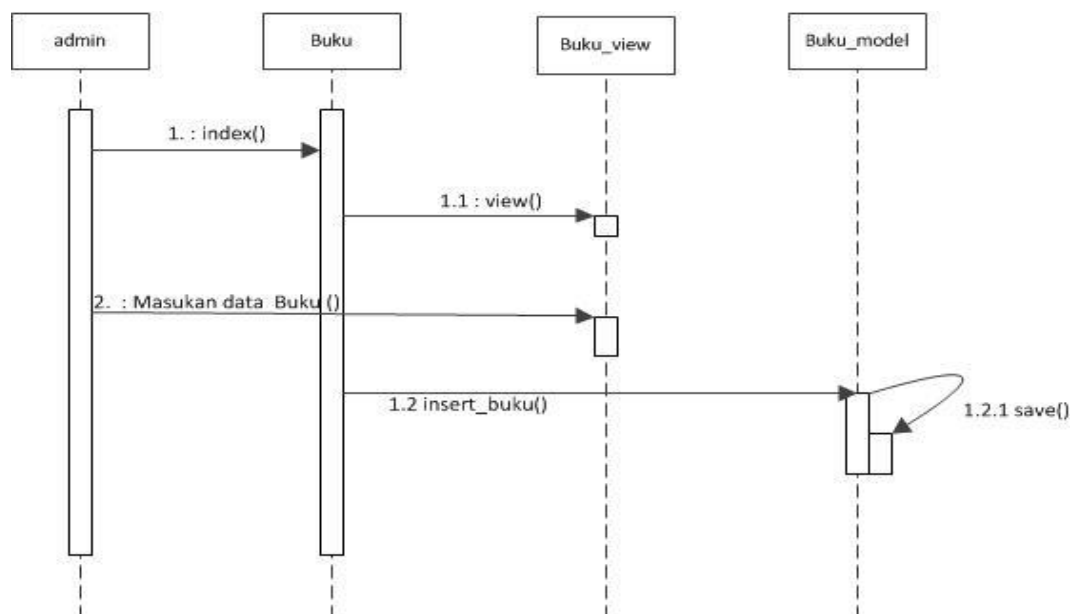 admin
Buku
Buku_view
Buku_model
1. : index()
1.1 : view()
2. : Masukan data Buku ()
1.2 insert_buku()
1.2.1 save()